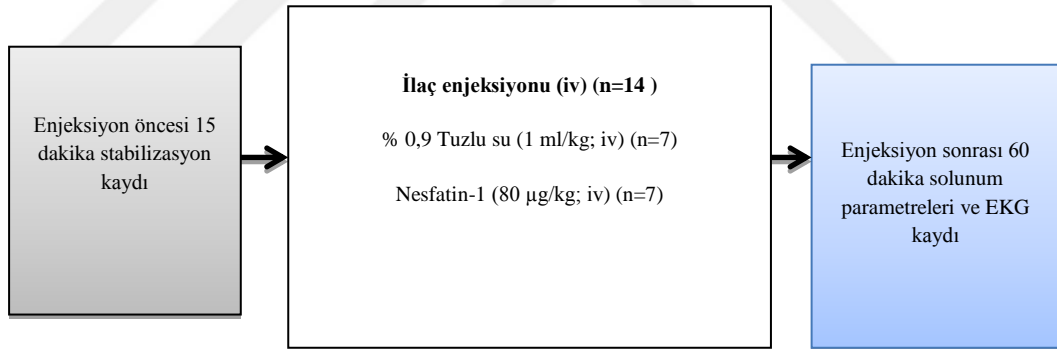 Enjeksiyon öncesi 15
dakika stabilizasyon
kaydı
İlaç enjeksiyonu (iv) (n=14 )
% 0,9 Tuzlu su (1 ml/kg; iv) (n=7)
Nesfatin-1 (80 µg/kg; iv) (n=7)
Enjeksiyon sonrası 60
dakika solunum
parametreleri ve EKG
kaydı